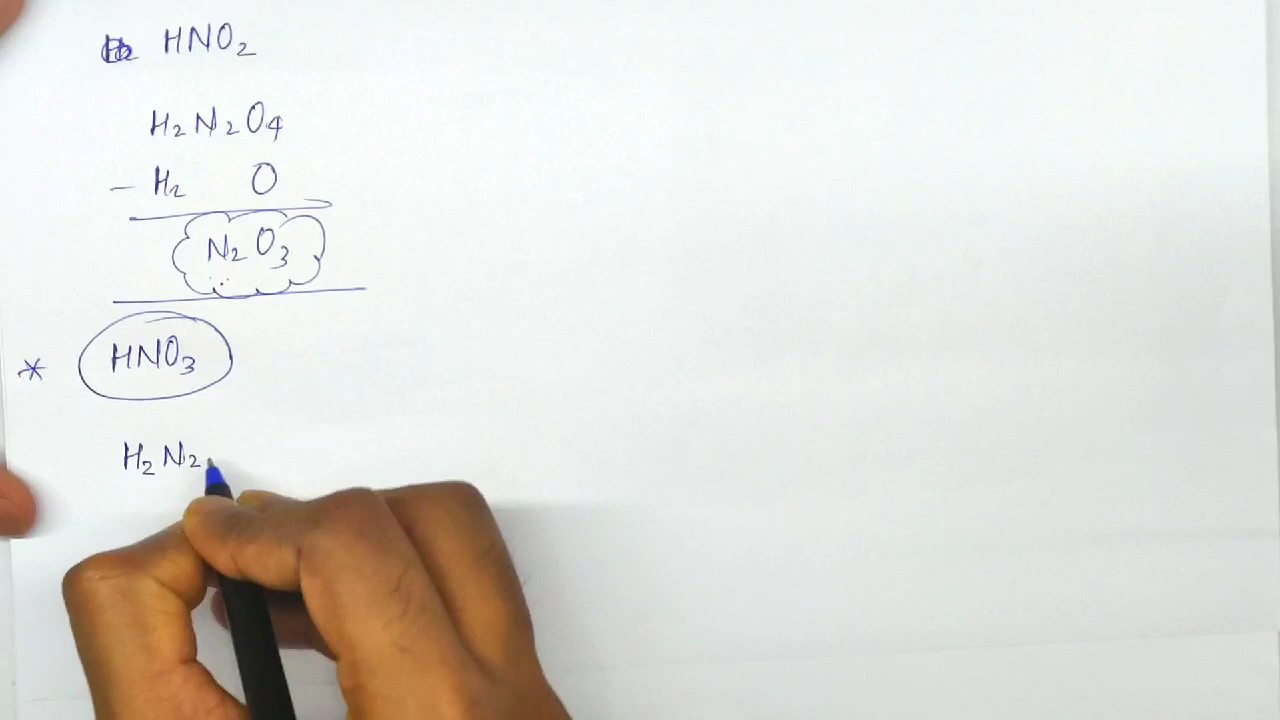 HNO₂
H₂N₂O₄
− H₂ O
N₂O₃
* HNO₃
H₂N₂